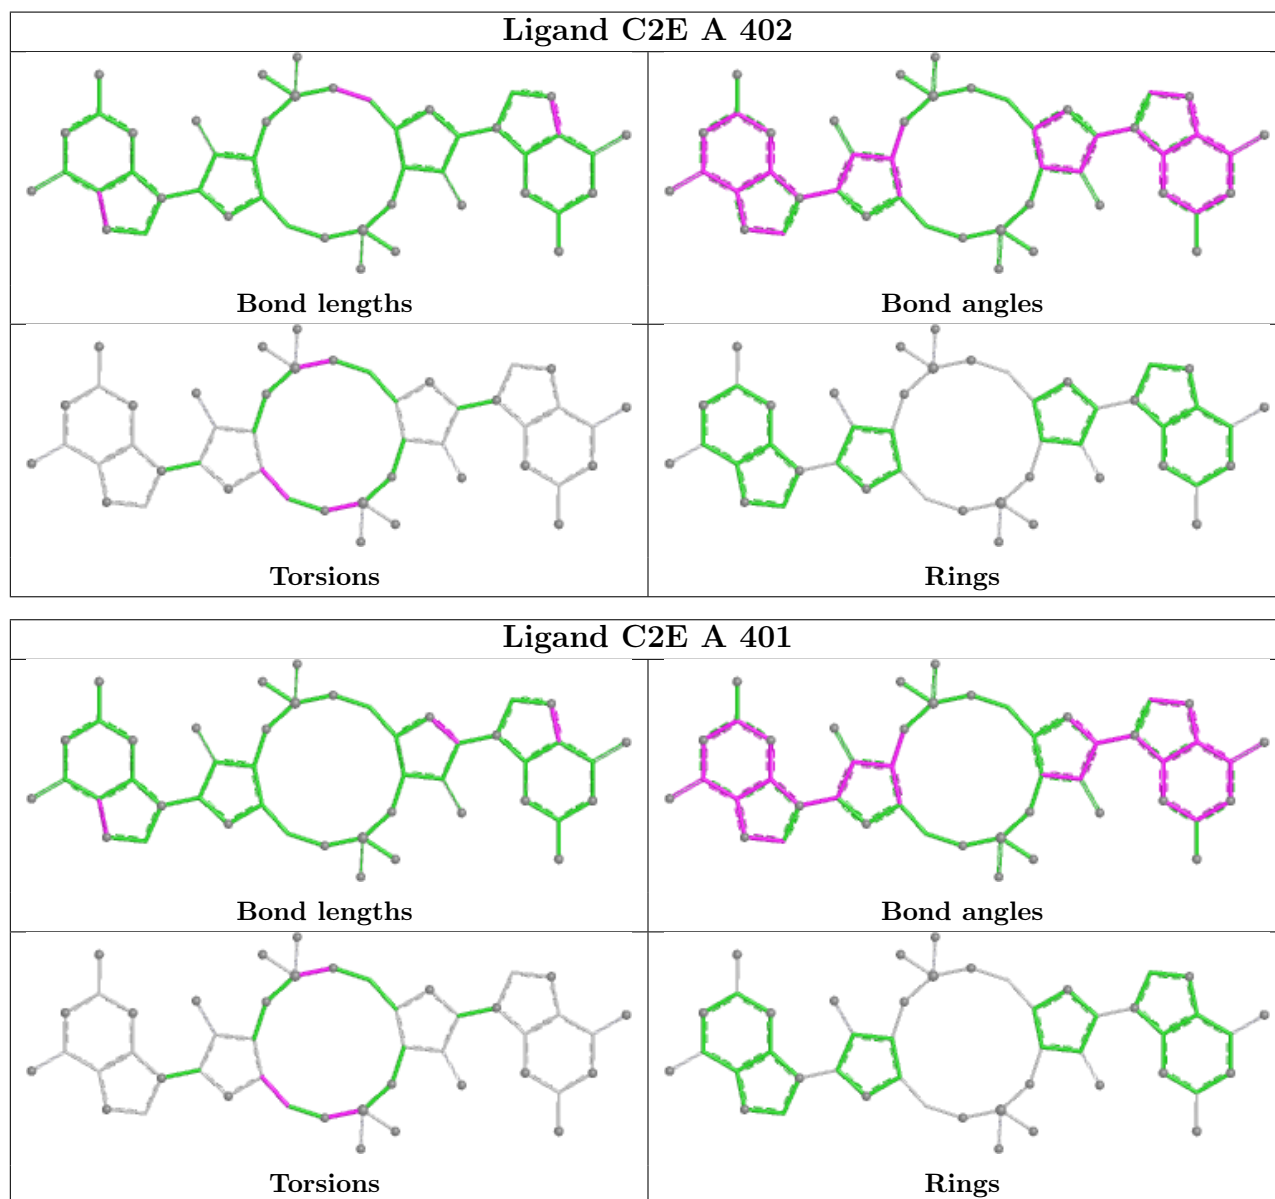 Ligand C2E A 402
Bond lengths
Bond angles
Torsions
Rings
Ligand C2E A 401
Bond lengths
Bond angles
Torsions
Rings